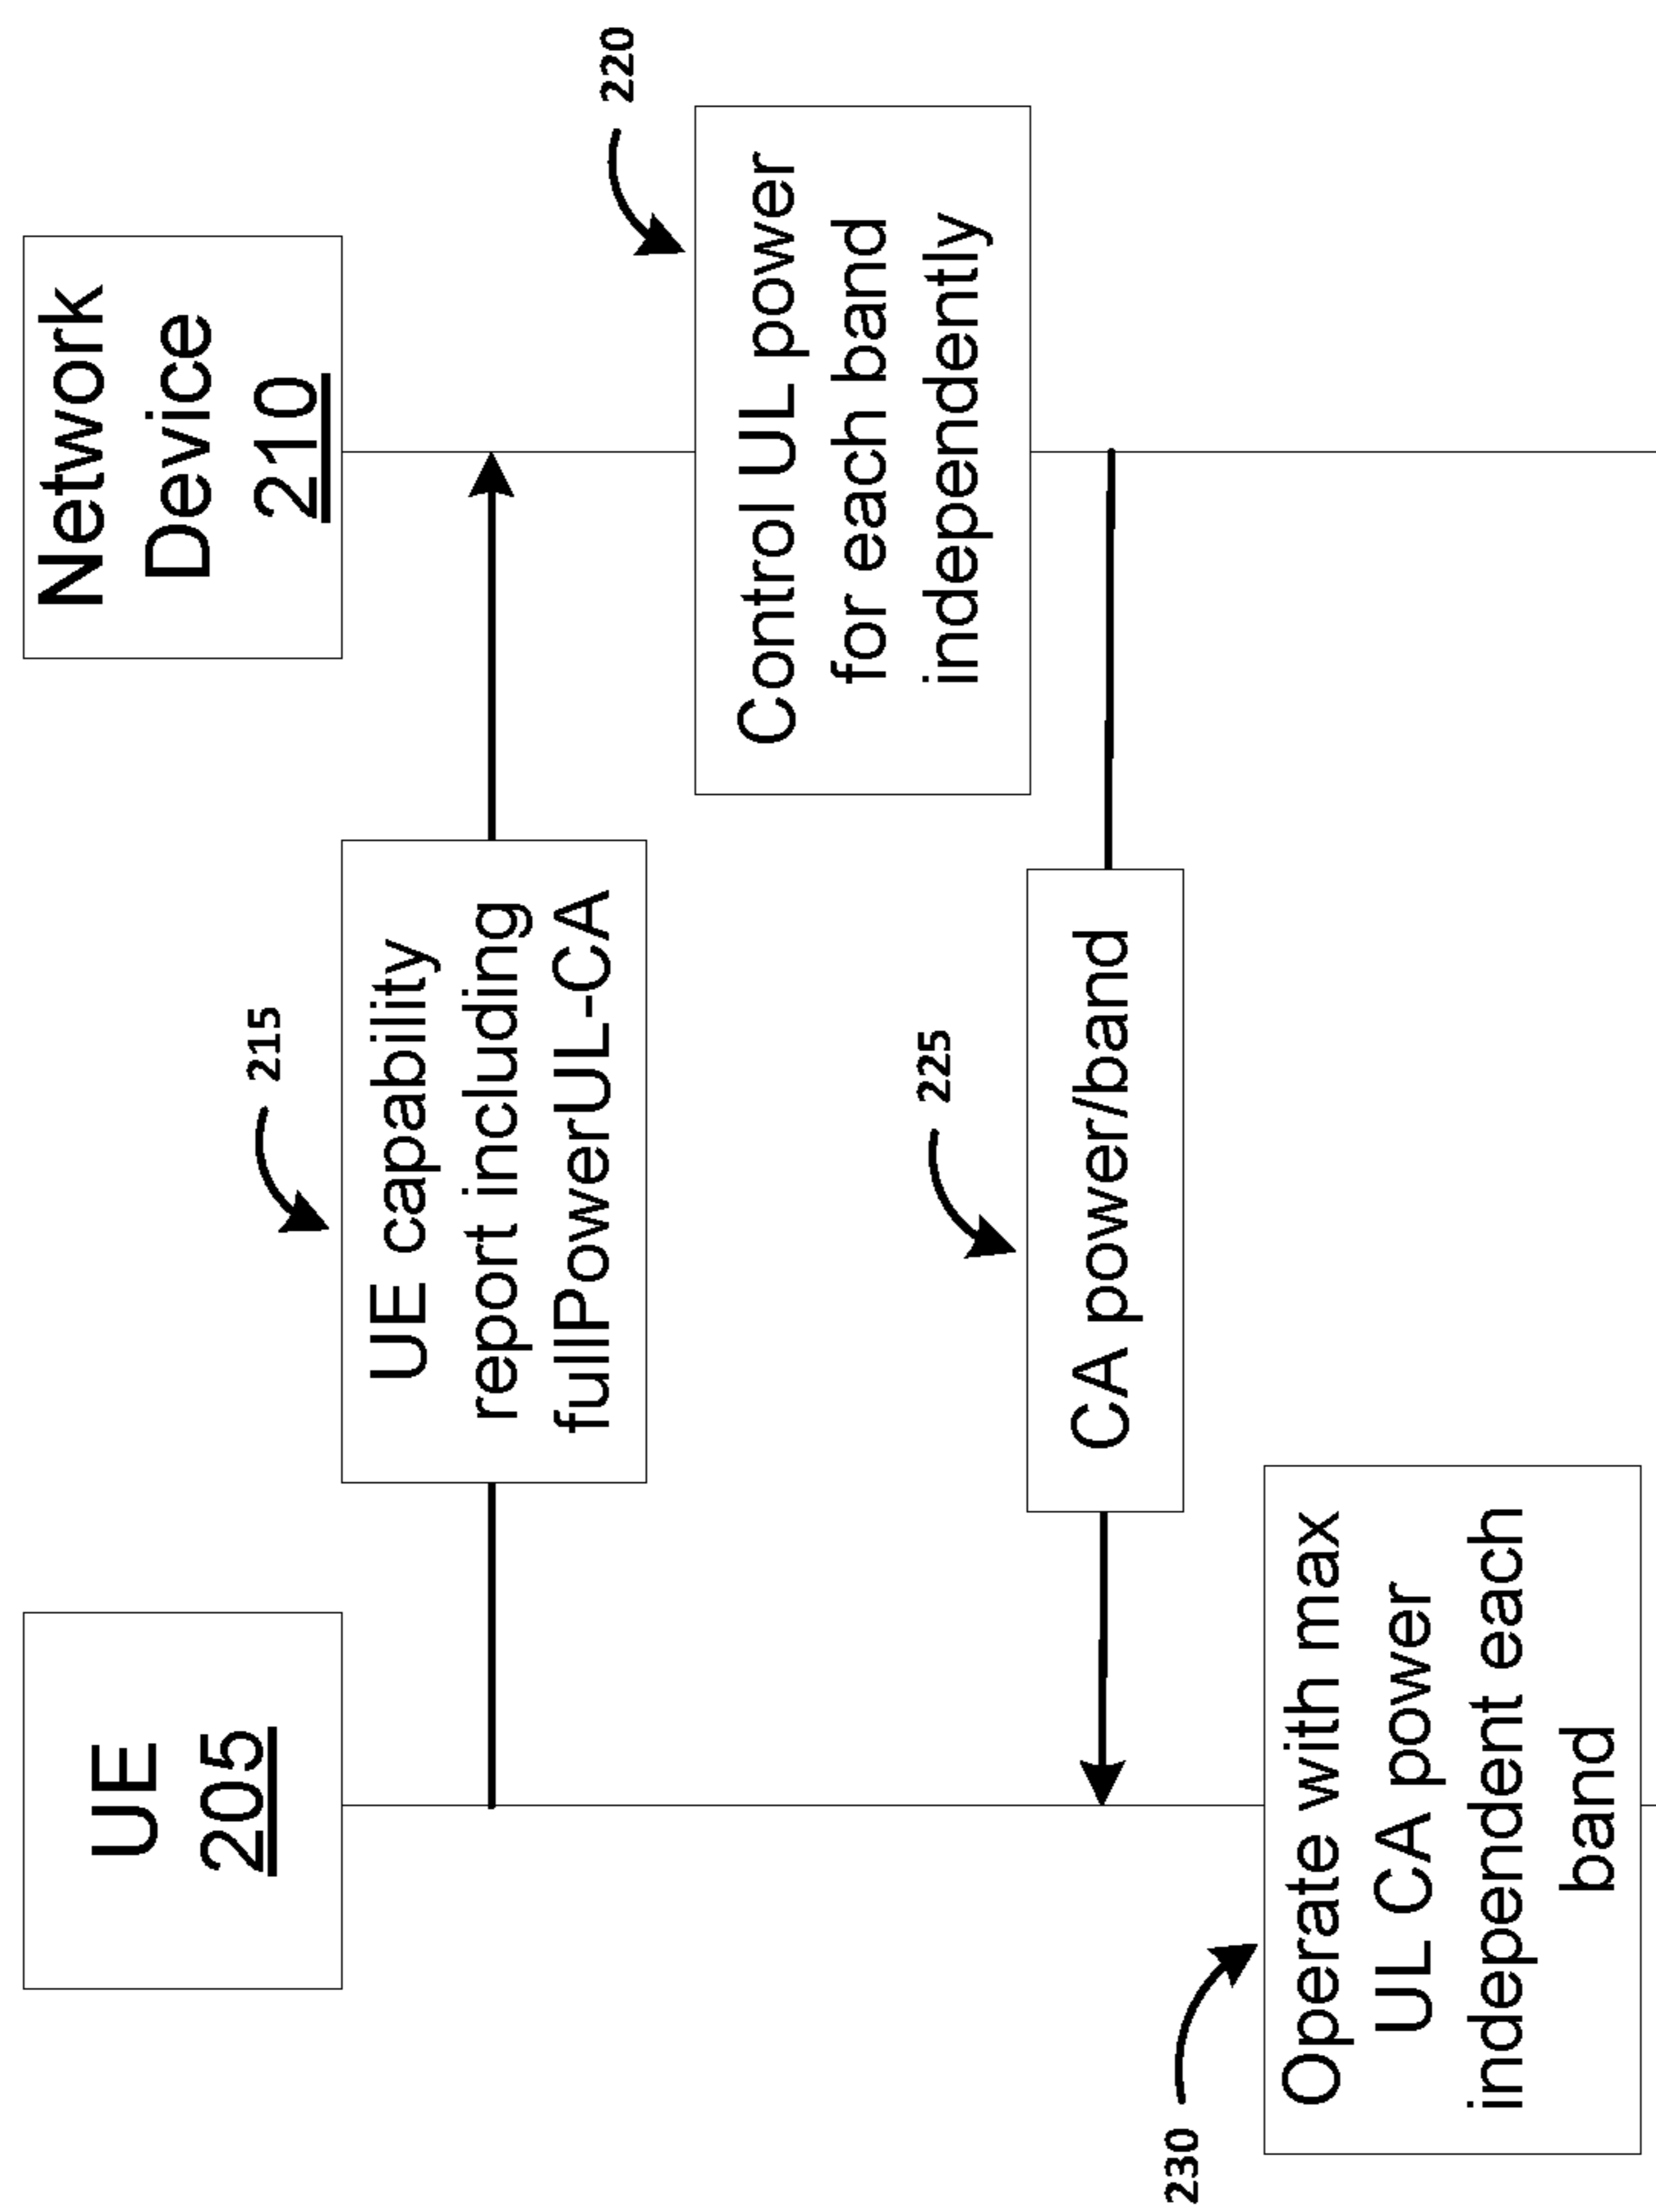 UE
205
Network
Device
210
215
UE capability
report including
fullPowerUL-CA
220
Control UL power
for each band
independently
225
CA power/band
230
Operate with max
UL CA power
independent each
band